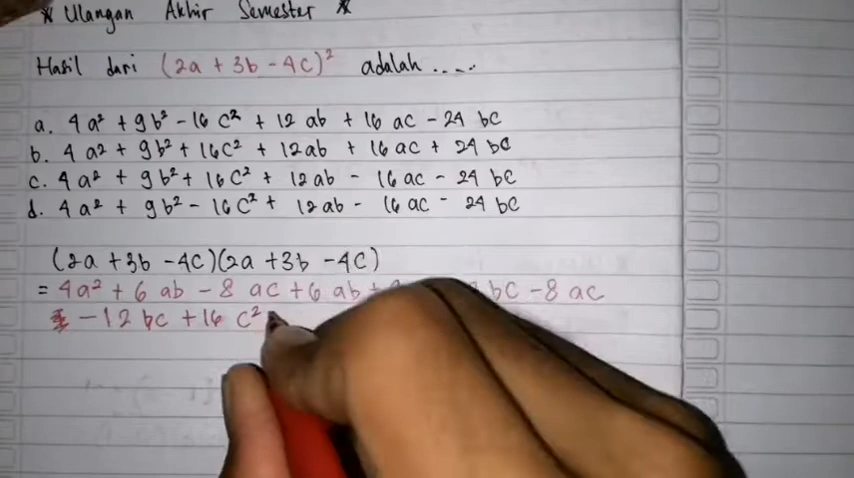 * Ulangan Akhir Semester *
Hasil dari (2a + 3b - 4c)² adalah .....
a. 4a² + 9b² - 16c² + 12ab + 16ac - 24bc
b. 4a² + 9b² + 16c² + 12ab + 16ac + 24bc
c. 4a² + 9b² + 16c² + 12ab - 16ac - 24bc
d. 4a² + 9b² - 16c² + 12ab - 16ac - 24bc
(2a + 3b - 4c)(2a + 3b - 4c)
= 4a² + 6ab - 8ac + 6ab + bc - 8ac
- 12bc + 16c²